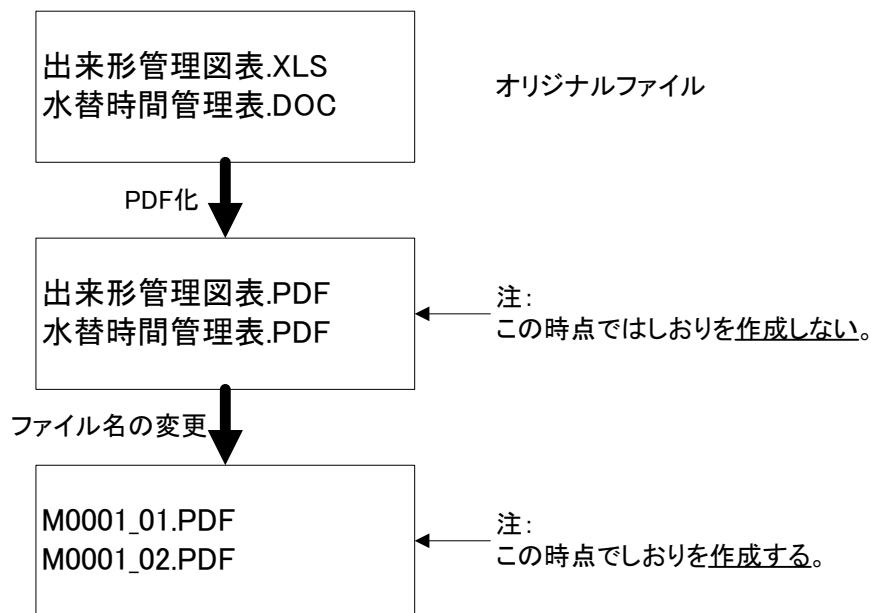 出来形管理図表.XLS
水替時間管理表.DOC
オリジナルファイル
PDF化
出来形管理図表.PDF
水替時間管理表.PDF
注：
この時点ではしおりを作成しない。
ファイル名の変更
M0001_01.PDF
M0001_02.PDF
注：
この時点でしおりを作成する。